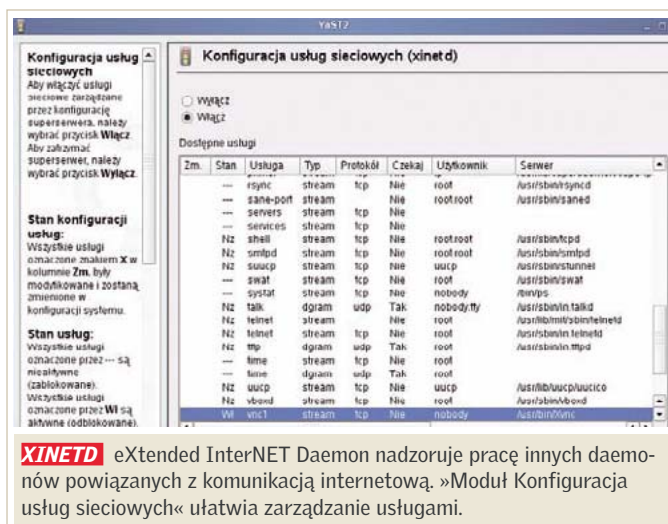 YaST2
Konfiguracja usług sieciowych
Aby włączyć usługi
sieciowe zarządzane
przez konfigurację
superserwera, należy
wybrać przycisk Włącz.
Aby zatrzymać
superserwer, należy
wybrać przycisk Wyłącz.
Stan konfiguracji
usług:
Wszystkie usługi
oznaczone znakiem X w
kolumnie Zm. były
modyfikowane i zostaną
zmienione w
konfiguracji systemu.
Stan usług:
Wszystkie usługi
oznaczone przez --- są
nieaktywne
(zablokowane).
Wszystkie usługi
oznaczone przez Wł są
aktywne (odblokowane).
Konfiguracja usług sieciowych (xinetd)
Wyłącz
Włącz
Dostępne usługi
Zm. Stan Usługa Typ Protokół Czekaj Użytkownik Serwer
--- rsync stream tcp Nie root /usr/sbin/rsyncd
--- sane-port stream Nie root.root /usr/sbin/saned
--- servers stream tcp Nie
--- services stream tcp Nie
Nz shell stream tcp Nie root.root /usr/sbin/tcpd
Nz smtpd stream tcp Nie root.root /usr/sbin/smtpd
Nz suucp stream tcp Nie uucp /usr/sbin/stunnel
--- swat stream tcp Nie root /usr/sbin/swat
--- systat stream tcp Nie nobody /bin/ps
Nz talk dgram udp Tak nobody.tty /usr/sbin/in.talkd
Nz telnet stream Nie root /usr/lib/mit/sbin/telnetd
Nz telnet stream tcp Nie root /usr/sbin/in.telnetd
Nz tftp dgram udp Tak root /usr/sbin/in.tftpd
--- time stream tcp Nie root
--- time dgram udp Tak root
Nz uucp stream tcp Nie uucp /usr/lib/uucp/uucico
Nz vboxd stream tcp Nie root /usr/sbin/vboxd
Wł vnc1 stream tcp Nie nobody /usr/bin/Xvnc
XINETD eXtended InterNET Daemon nadzoruje pracę innych daemo-
nów powiązanych z komunikacją internetową. »Moduł Konfiguracja
usług sieciowych« ułatwia zarządzanie usługami.